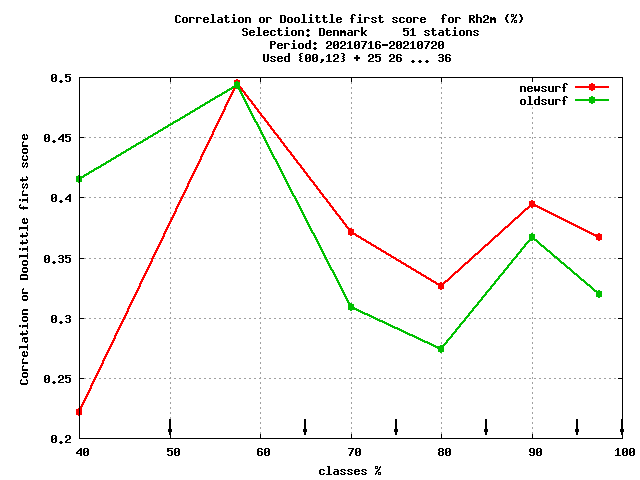 Correlation or Doolittle first score  for Rh2m (%)
Selection: Denmark     51 stations
Period: 20210716-20210720
Used {00,12} + 25 26 ... 36
newsurf
oldsurf
Correlation or Doolittle first score
0.5
0.45
0.4
0.35
0.3
0.25
0.2
40 50 60 70 80 90 100
classes %